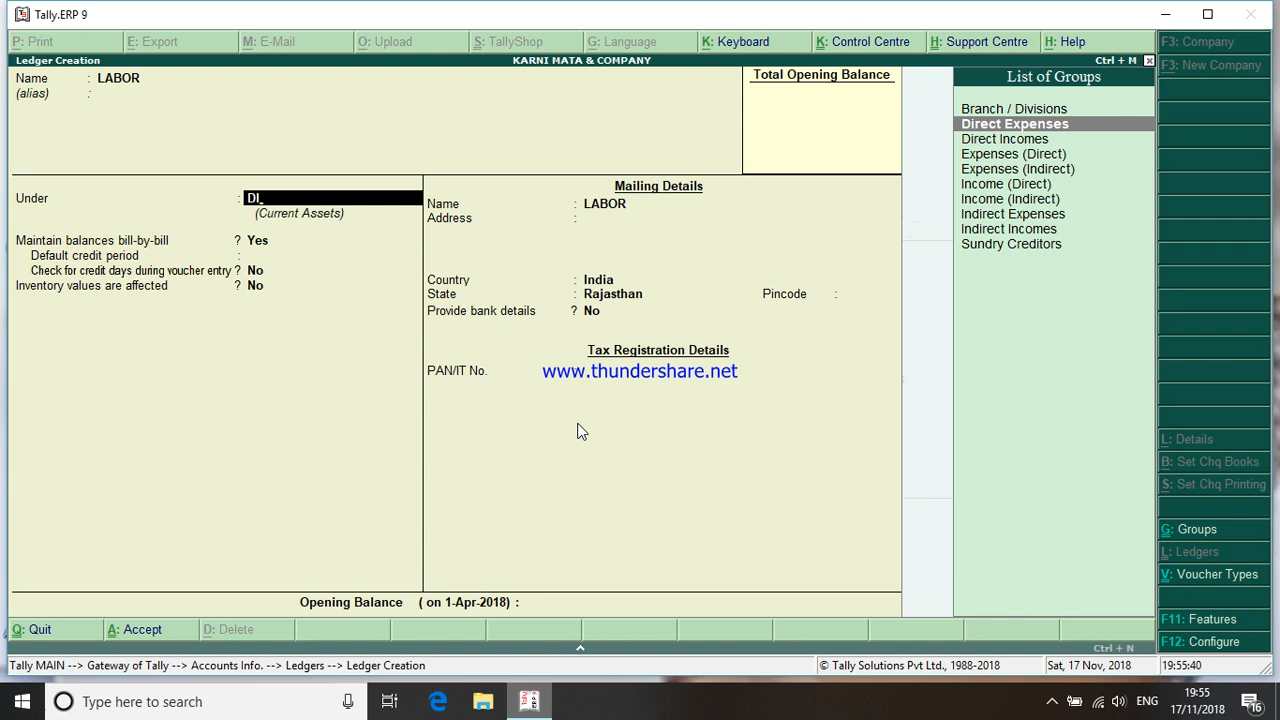 Tally.ERP 9
P: Print E: Export M: E-Mail O: Upload S: TallyShop G: Language K: Keyboard K: Control Centre H: Support Centre H: Help F3: Company
Ledger Creation KARNI MATA & COMPANY Ctrl + M
F3: New Company
Name : LABOR
(alias) :
Total Opening Balance
List of Groups
Branch / Divisions
Direct Expenses
Direct Incomes
Expenses (Direct)
Expenses (Indirect)
Income (Direct)
Income (Indirect)
Indirect Expenses
Indirect Incomes
Sundry Creditors
Under : DI_
(Current Assets)
Maintain balances bill-by-bill ? Yes
Default credit period :
Check for credit days during voucher entry ? No
Inventory values are affected ? No
Mailing Details
Name : LABOR
Address :
Country : India
State : Rajasthan Pincode :
Provide bank details ? No
Tax Registration Details
PAN/IT No.
www.thundershare.net
L: Details
B: Set Chq Books
S: Set Chq Printing
G: Groups
L: Ledgers
V: Voucher Types
F11: Features
F12: Configure
Opening Balance ( on 1-Apr-2018) :
Q: Quit A: Accept D: Delete
Ctrl + N
Tally MAIN --> Gateway of Tally --> Accounts Info. --> Ledgers --> Ledger Creation © Tally Solutions Pvt Ltd., 1988-2018 Sat, 17 Nov, 2018 19:55:40
Type here to search ENG 19:55
17/11/2018 16